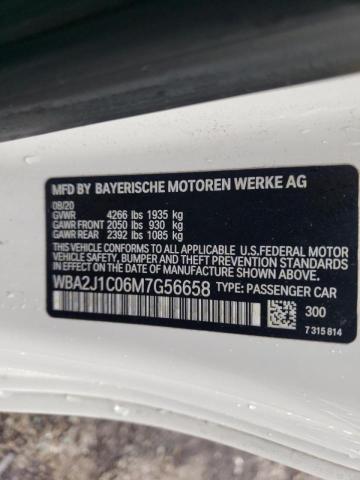 MFD BY BAYERISCHE MOTOREN WERKE AG
08/20
GVWR 4266 lbs 1935 kg
GAWR FRONT 2050 lbs 930 kg
GAWR REAR 2392 lbs 1085 kg
THIS VEHICLE CONFORMS TO ALL APPLICABLE U.S.FEDERAL MOTOR
VEHICLE SAFETY, BUMPER, AND THEFT
PREVENTION STANDARDS IN EFFECT ON THE DATE OF
MANUFACTURE SHOWN ABOVE.
WBA2J1C06M7G56658 TYPE: PASSENGER CAR
300
7 315 814